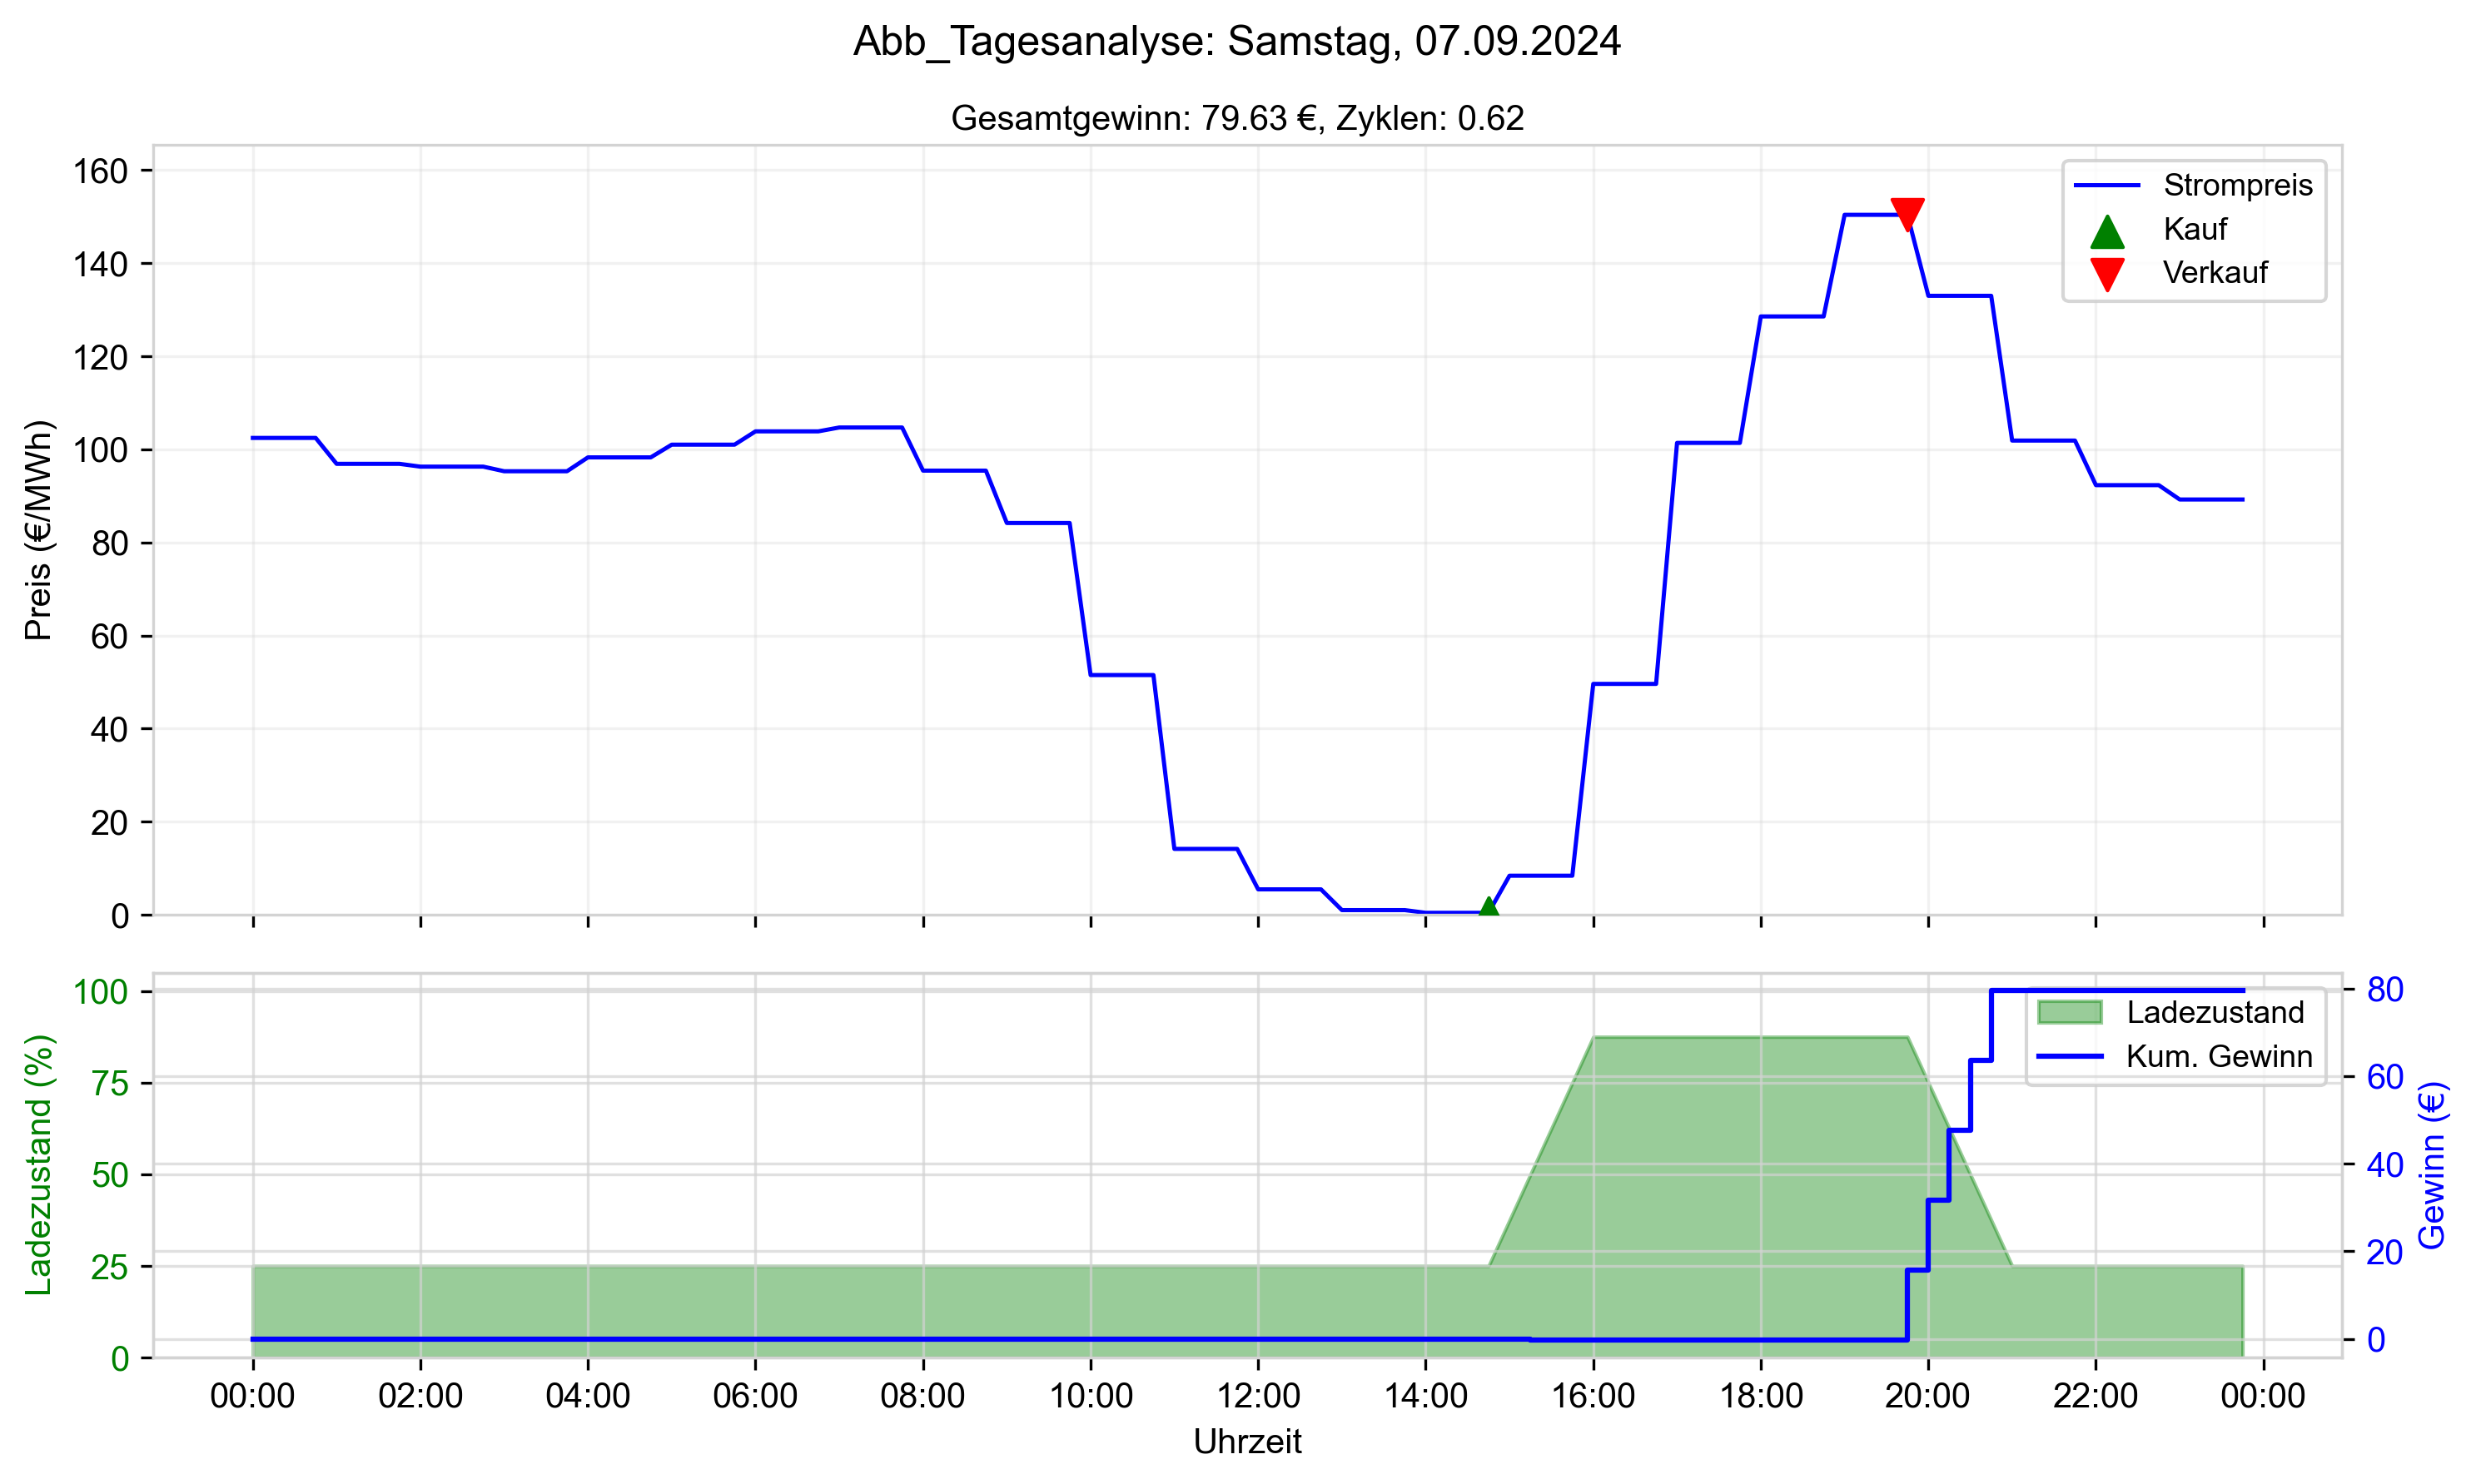 Abb_Tagesanalyse: Samstag, 07.09.2024
Gesamtgewinn: 79.63 €, Zyklen: 0.62
Preis (€/MWh)
160
140
120
100
80
60
40
20
0
Strompreis
Kauf
Verkauf
Ladezustand (%)
100
75
50
25
0
Ladezustand
Kum. Gewinn
80
60
40
20
0
Gewinn (€)
00:00 02:00 04:00 06:00 08:00 10:00 12:00 14:00 16:00 18:00 20:00 22:00 00:00
Uhrzeit